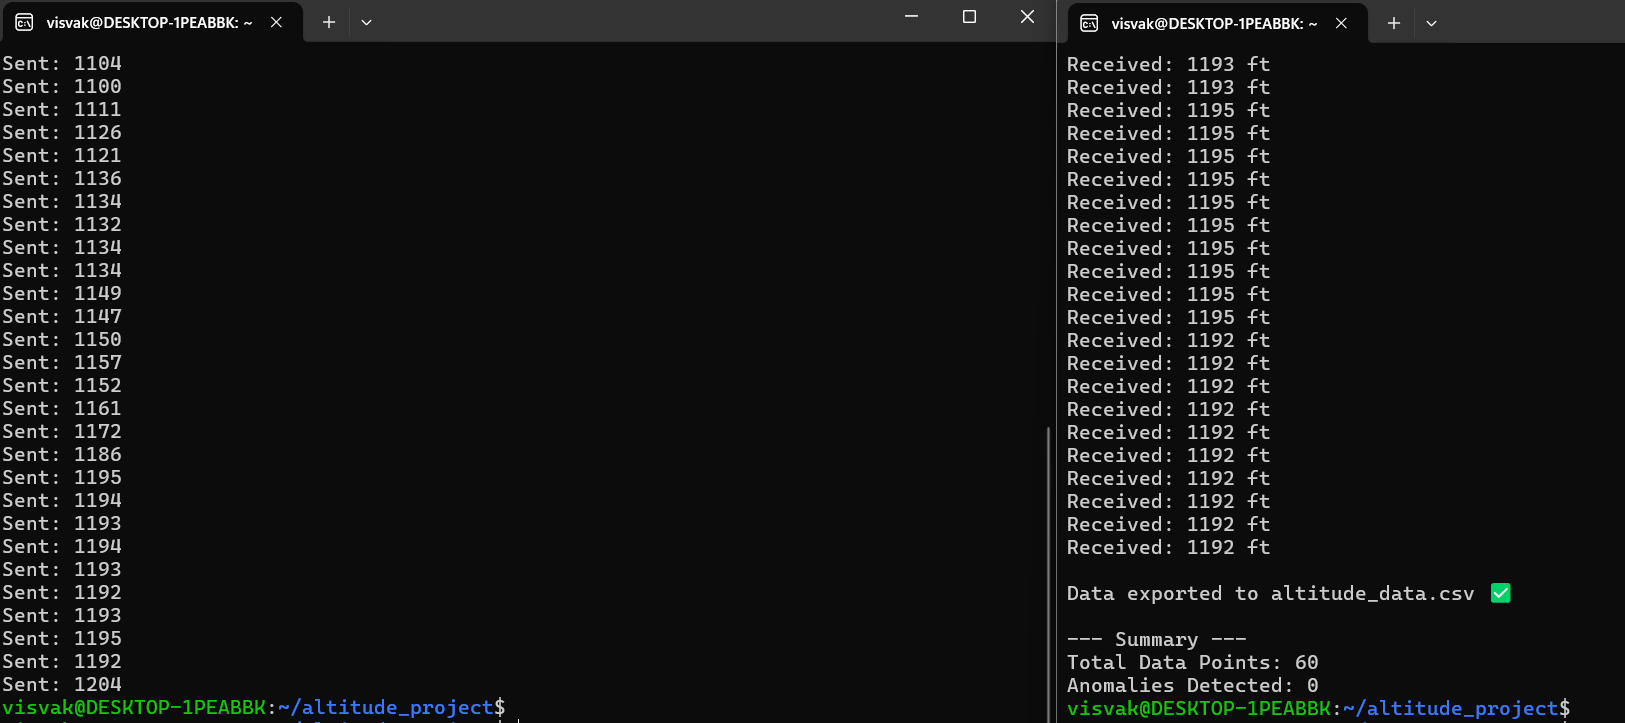 visvak@DESKTOP-1PEABBK: ~
Sent: 1104
Sent: 1100
Sent: 1111
Sent: 1126
Sent: 1121
Sent: 1136
Sent: 1134
Sent: 1132
Sent: 1134
Sent: 1134
Sent: 1149
Sent: 1147
Sent: 1150
Sent: 1157
Sent: 1152
Sent: 1161
Sent: 1172
Sent: 1186
Sent: 1195
Sent: 1194
Sent: 1193
Sent: 1194
Sent: 1193
Sent: 1192
Sent: 1193
Sent: 1195
Sent: 1192
Sent: 1204
visvak@DESKTOP-1PEABBK:~/altitude_project$
visvak@DESKTOP-1PEABBK: ~
Received: 1193 ft
Received: 1193 ft
Received: 1195 ft
Received: 1195 ft
Received: 1195 ft
Received: 1195 ft
Received: 1195 ft
Received: 1195 ft
Received: 1195 ft
Received: 1195 ft
Received: 1195 ft
Received: 1195 ft
Received: 1192 ft
Received: 1192 ft
Received: 1192 ft
Received: 1192 ft
Received: 1192 ft
Received: 1192 ft
Received: 1192 ft
Received: 1192 ft
Received: 1192 ft
Received: 1192 ft
Data exported to altitude_data.csv ✅
--- Summary ---
Total Data Points: 60
Anomalies Detected: 0
visvak@DESKTOP-1PEABBK:~/altitude_project$